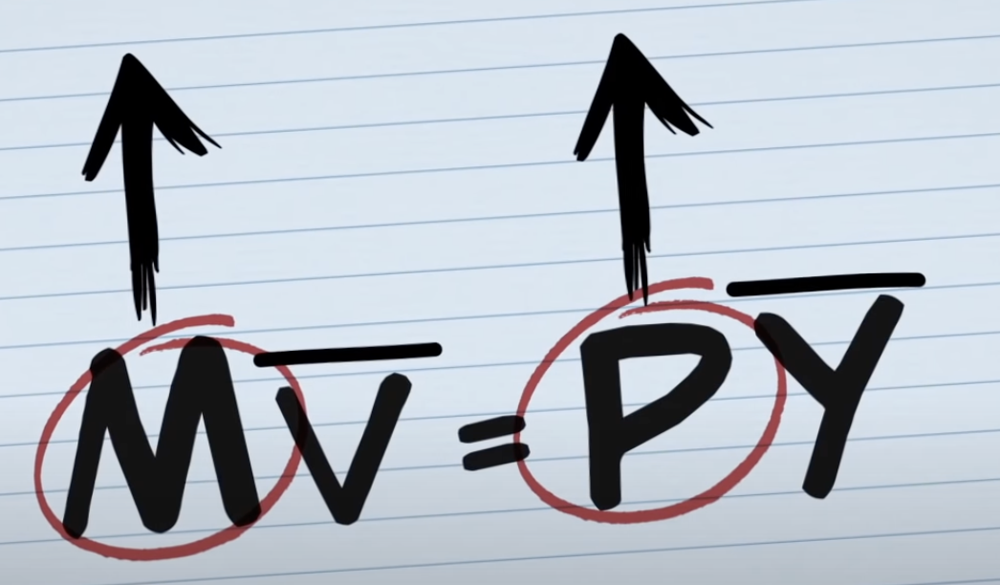 MV̅ = PY̅